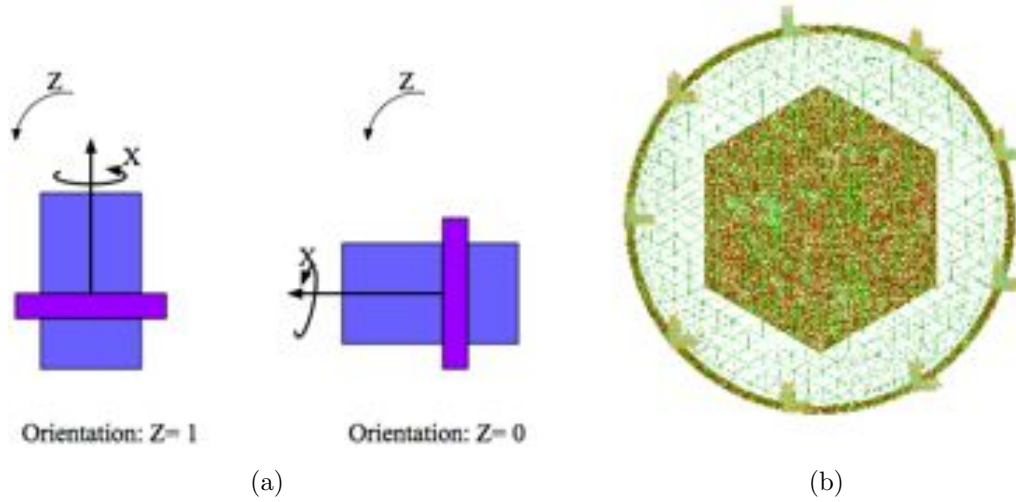 Z
X
Orientation: Z= 1
Z
X
Orientation: Z= 0
(a)
(b)